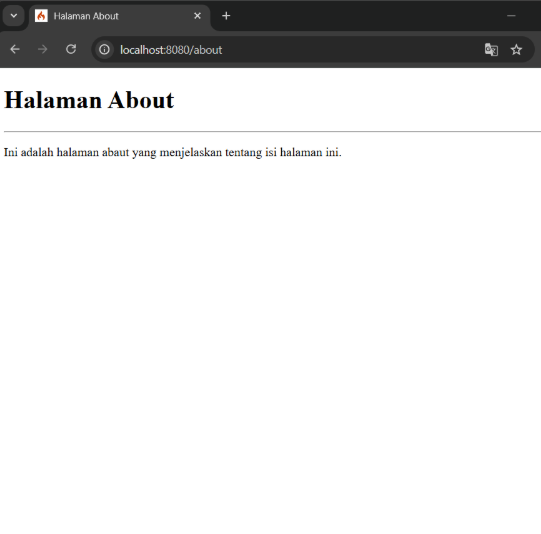 Halaman About
localhost:8080/about
Halaman About
Ini adalah halaman abaut yang menjelaskan tentang isi halaman ini.